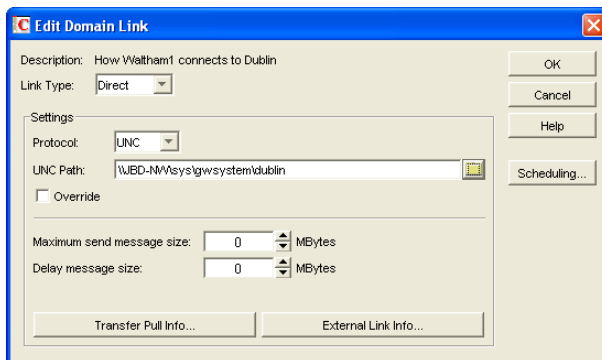 Edit Domain Link
Description: How Waltham1 connects to Dublin
Link Type: Direct
Settings
Protocol: UNC
UNC Path: \\JBD-NW\sys\gwsystem\dublin
Override
Maximum send message size: 0 MBytes
Delay message size: 0 MBytes
Transfer Pull Info...
External Link Info...
OK
Cancel
Help
Scheduling...